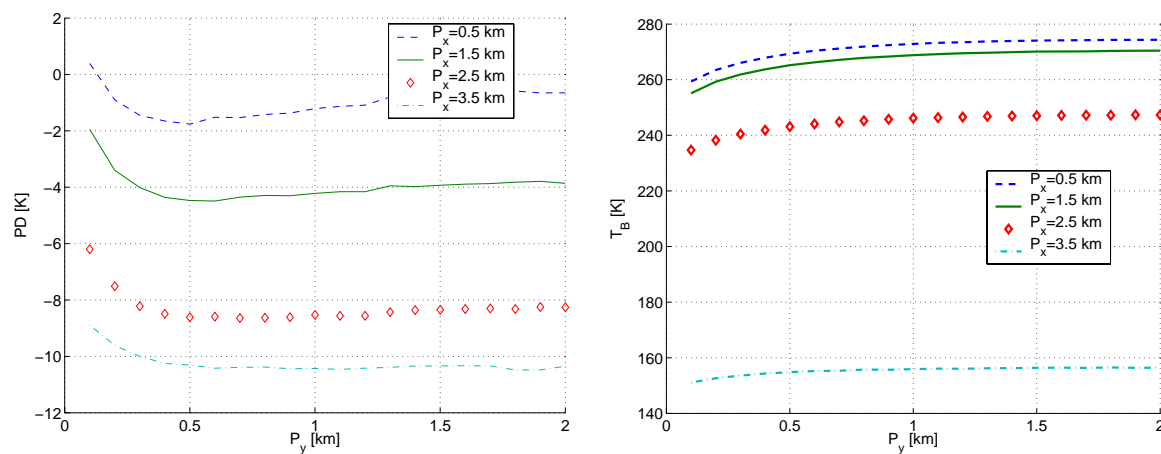 2
0
−2
−4
−6
−8
−10
−12
0
0.5
1
1.5
2
PD [K]
P_y [km]
P_x=0.5 km
P_x=1.5 km
P_x=2.5 km
P_x=3.5 km
280
260
240
220
200
180
160
140
0
0.5
1
1.5
2
T_B [K]
P_y [km]
P_x=0.5 km
P_x=1.5 km
P_x=2.5 km
P_x=3.5 km